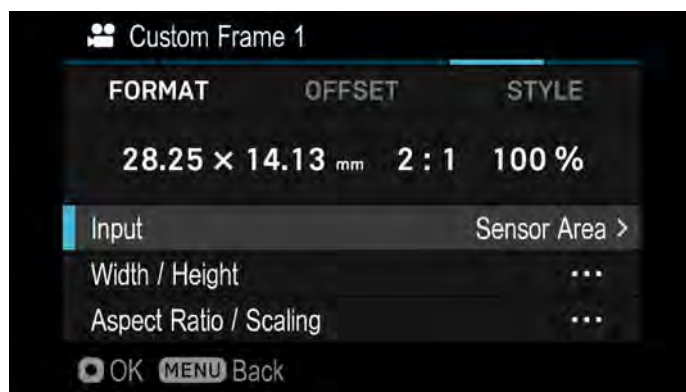 Custom Frame 1
FORMAT OFFSET STYLE
28.25 × 14.13 mm 2 : 1 100 %
Input Sensor Area >
Width / Height ...
Aspect Ratio / Scaling ...
OK MENU Back